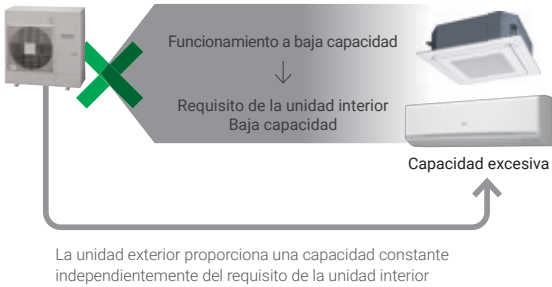 Funcionamiento a baja capacidad
Requisito de la unidad interior
Baja capacidad
Capacidad excesiva
La unidad exterior proporciona una capacidad constante
independientemente del requisito de la unidad interior